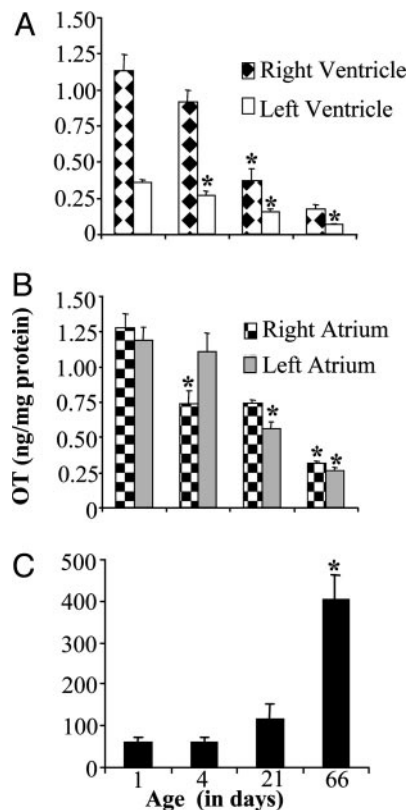 A
1.50
1.25
1.00
0.75
0.50
0.25
0
Right Ventricle
Left Ventricle
*
*
*
*
B
OT (ng/mg protein)
1.50
1.25
1.00
0.75
0.50
0.25
0
Right Atrium
Left Atrium
*
*
*
*
C
500
400
300
200
100
0
*
1 4 21 66
Age (in days)